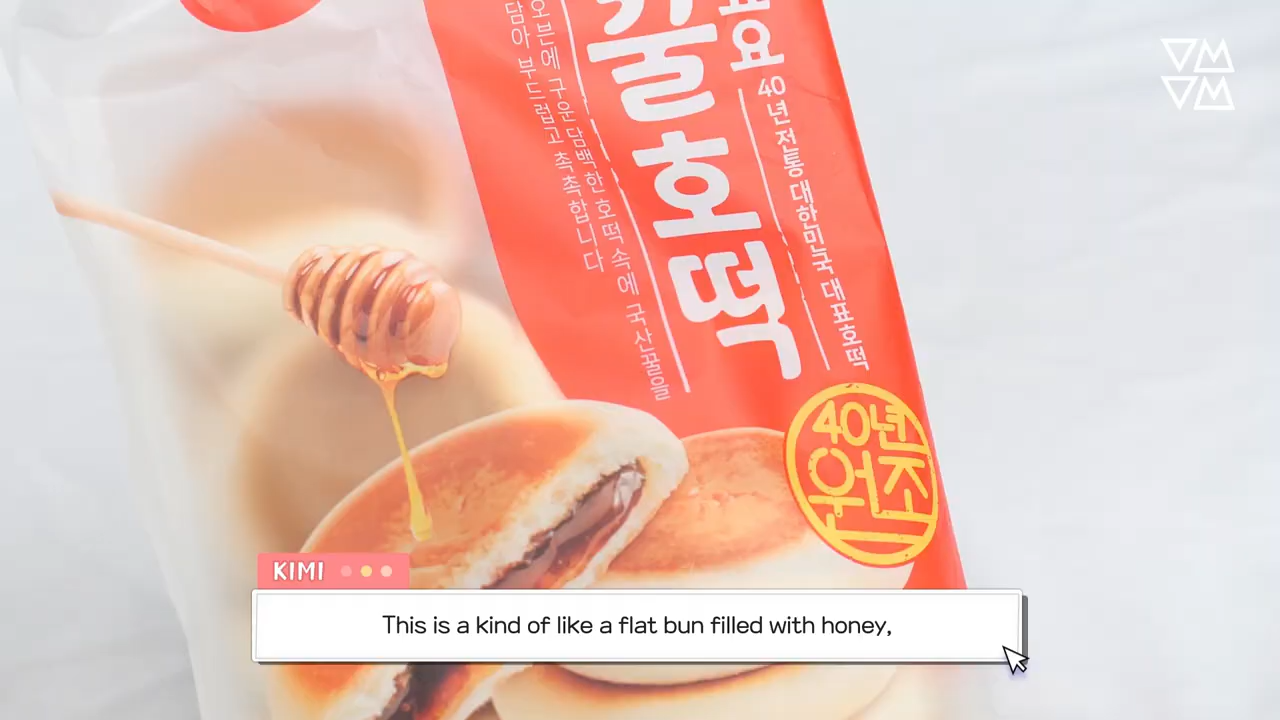 요
40년전통 대한민국 대표호떡
꿀호떡
오븐에 구운 담백한 호떡 속에 국산꿀을
담아 부드럽고 촉촉합니다
40년
원조
KIMI
This is a kind of like a flat bun filled with honey,